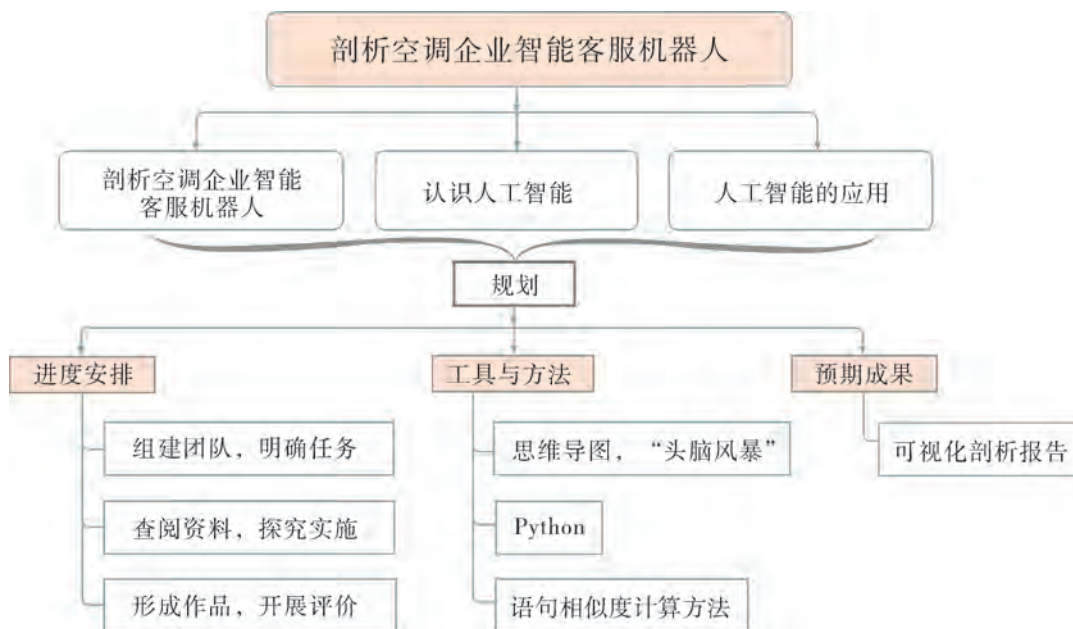 剖析空调企业智能客服机器人
剖析空调企业智能
客服机器人
认识人工智能
人工智能的应用
规划
进度安排
工具与方法
预期成果
组建团队，明确任务
思维导图，“头脑风暴”
可视化剖析报告
查阅资料，探究实施
Python
形成作品，开展评价
语句相似度计算方法